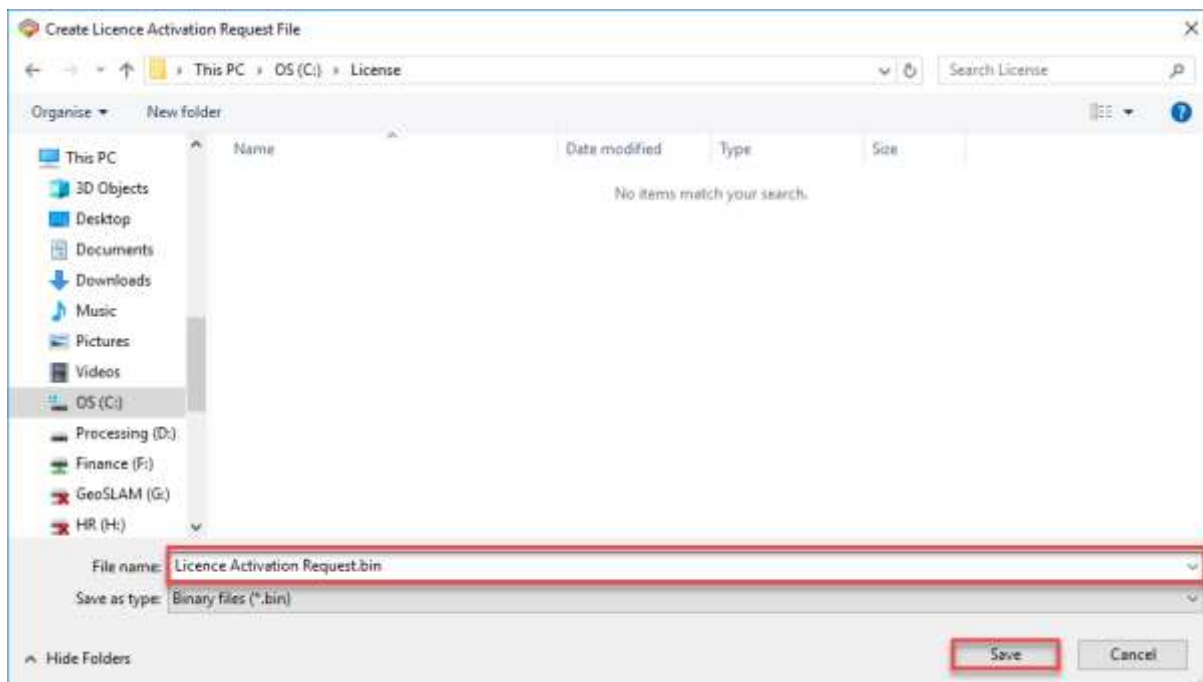 Create Licence Activation Request File
This PC > OS (C:) > License
Search License
Organise
New folder
Name
Date modified
Type
Size
No items match your search.
This PC
3D Objects
Desktop
Documents
Downloads
Music
Pictures
Videos
OS (C:)
Processing (D:)
Finance (F:)
GeoSLAM (G:)
HR (H:)
File name: Licence Activation Request.bin
Save as type: Binary files (*.bin)
Hide Folders
Save
Cancel